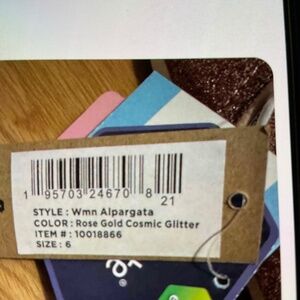 1 95703 24670 8
21
STYLE : Wmn Alpargata
COLOR : Rose Gold Cosmic Glitter
ITEM # : 10018866
SIZE : 6